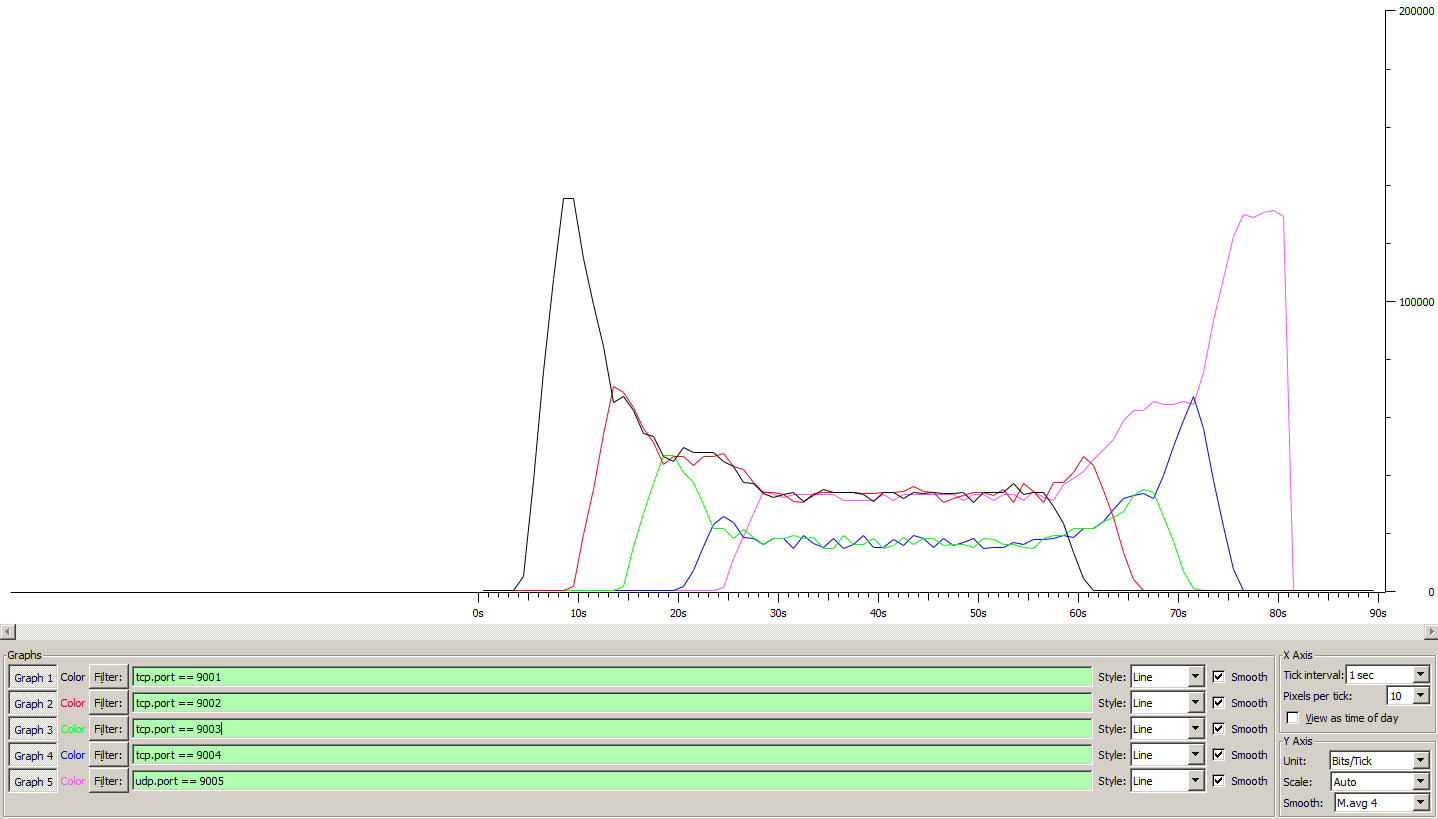 200000
100000
0
0s 10s 20s 30s 40s 50s 60s 70s 80s 90s
Graphs
Graph 1 Color Filter: tcp.port == 9001 Style: Line Smooth
Graph 2 Color Filter: tcp.port == 9002 Style: Line Smooth
Graph 3 Color Filter: tcp.port == 9003 Style: Line Smooth
Graph 4 Color Filter: tcp.port == 9004 Style: Line Smooth
Graph 5 Color Filter: udp.port == 9005 Style: Line Smooth
X Axis
Tick interval: 1 sec
Pixels per tick: 10
View as time of day
Y Axis
Unit: Bits/Tick
Scale: Auto
Smooth: M.avg 4